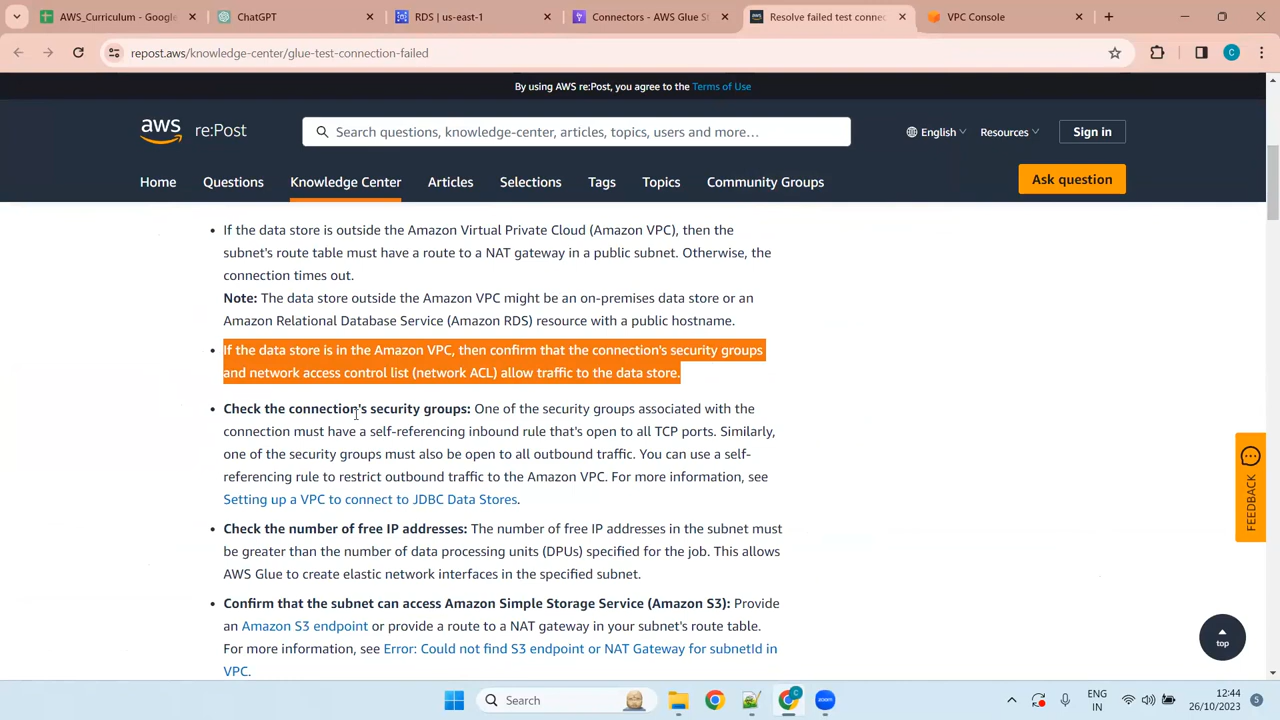 AWS_Curriculum - Google
ChatGPT
RDS | us-east-1
Connectors - AWS Glue St
Resolve failed test connec
VPC Console
repost.aws/knowledge-center/glue-test-connection-failed
C
By using AWS re:Post, you agree to the Terms of Use
aws re:Post
Search questions, knowledge-center, articles, topics, users and more...
English
Resources
Sign in
Home
Questions
Knowledge Center
Articles
Selections
Tags
Topics
Community Groups
Ask question
• If the data store is outside the Amazon Virtual Private Cloud (Amazon VPC), then the
subnet's route table must have a route to a NAT gateway in a public subnet. Otherwise, the
connection times out.
Note: The data store outside the Amazon VPC might be an on-premises data store or an
Amazon Relational Database Service (Amazon RDS) resource with a public hostname.
• If the data store is in the Amazon VPC, then confirm that the connection's security groups
and network access control list (network ACL) allow traffic to the data store.
• Check the connection's security groups: One of the security groups associated with the
connection must have a self-referencing inbound rule that's open to all TCP ports. Similarly,
one of the security groups must also be open to all outbound traffic. You can use a self-
referencing rule to restrict outbound traffic to the Amazon VPC. For more information, see
Setting up a VPC to connect to JDBC Data Stores.
• Check the number of free IP addresses: The number of free IP addresses in the subnet must
be greater than the number of data processing units (DPUs) specified for the job. This allows
AWS Glue to create elastic network interfaces in the specified subnet.
• Confirm that the subnet can access Amazon Simple Storage Service (Amazon S3): Provide
an Amazon S3 endpoint or provide a route to a NAT gateway in your subnet's route table.
For more information, see Error: Could not find S3 endpoint or NAT Gateway for subnetId in
VPC.
FEEDBACK
top
Search
C
zoom
ENG
IN
12:44
26/10/2023
5